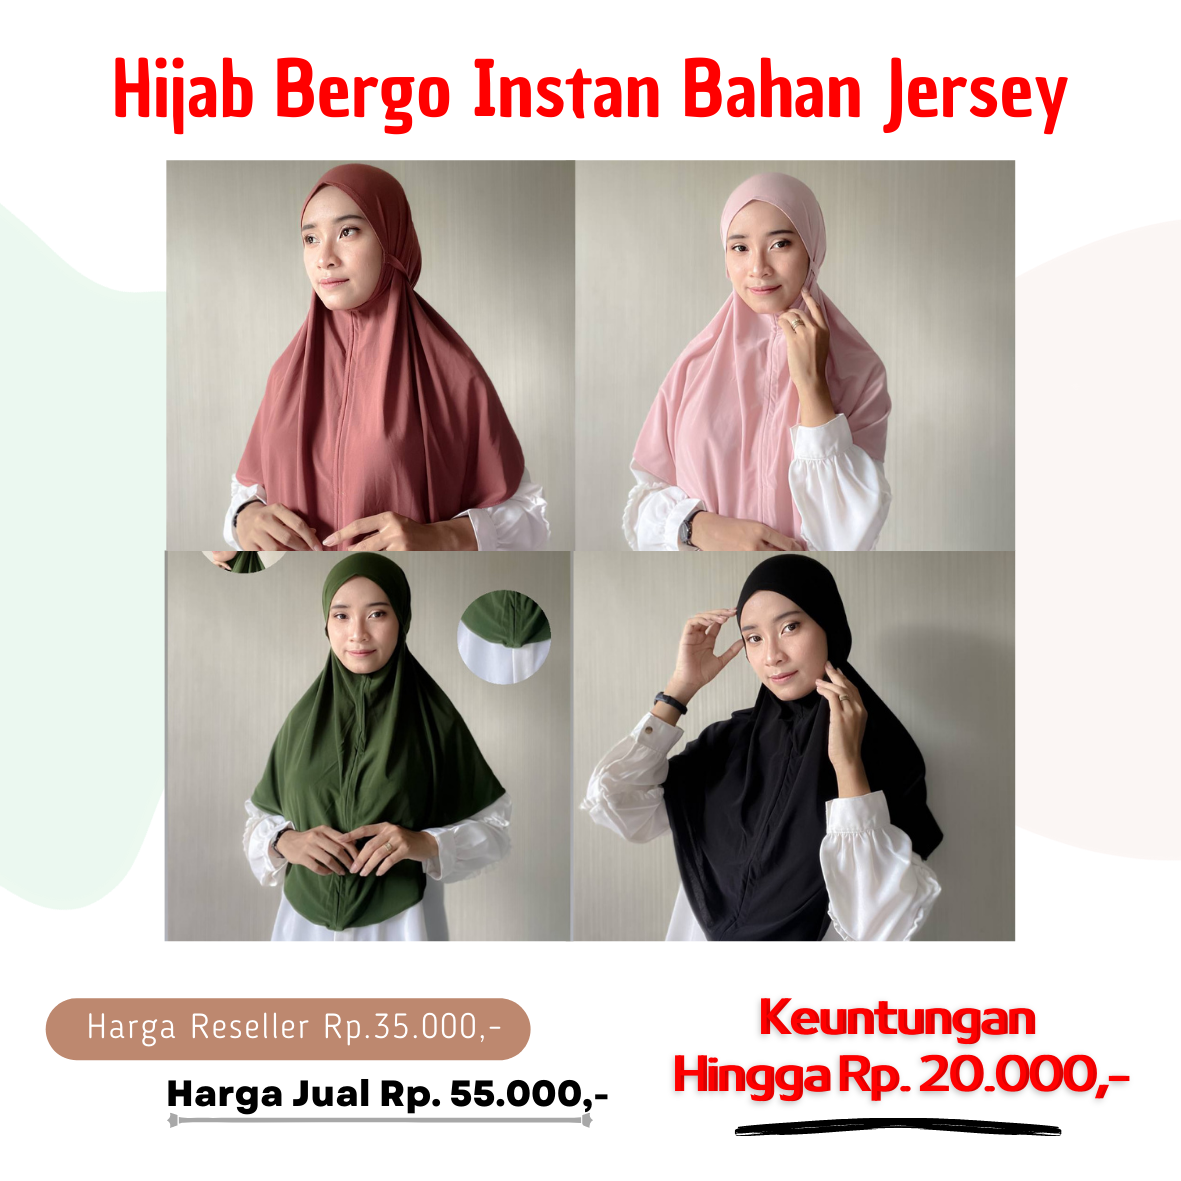 Hijab Bergo Instan Bahan Jersey
Harga Reseller Rp.35.000,-
Harga Jual Rp. 55.000,-
Keuntungan
Hingga Rp. 20.000,-